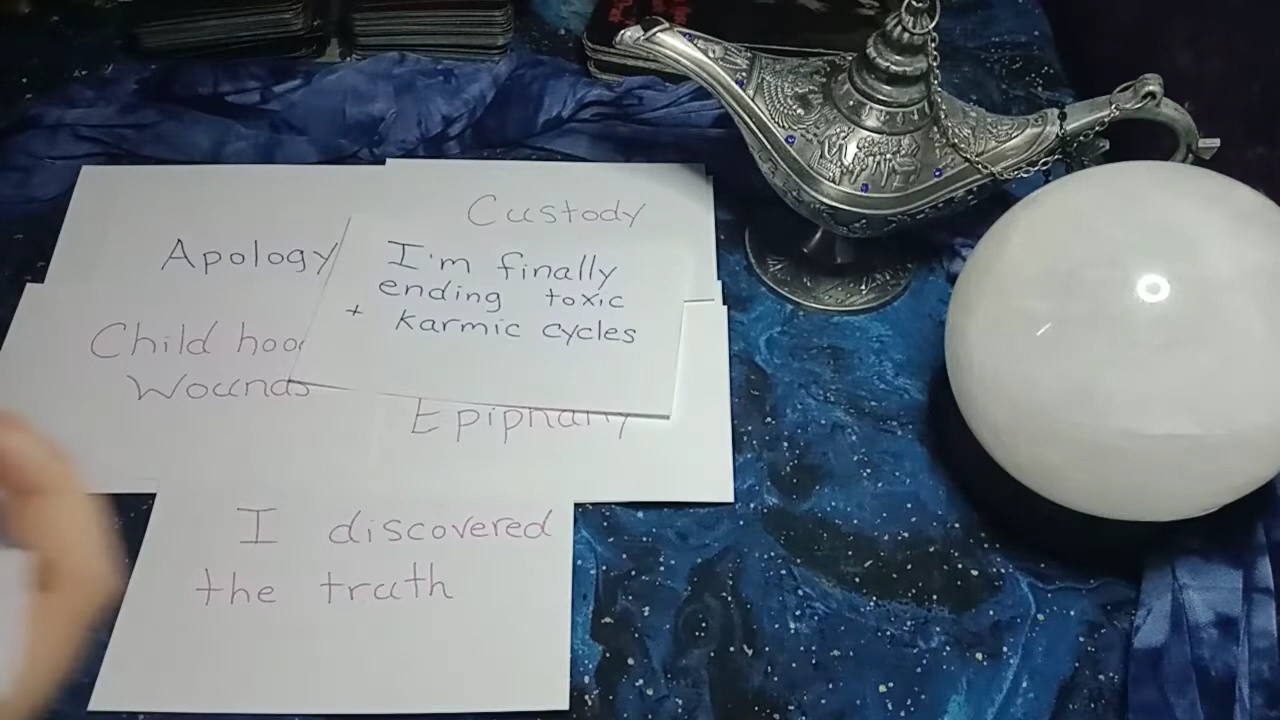 Custody
Apology
I'm finally
ending toxic
+ karmic cycles
Child hoo
Wounds
Epiphany
I discovered
the truth